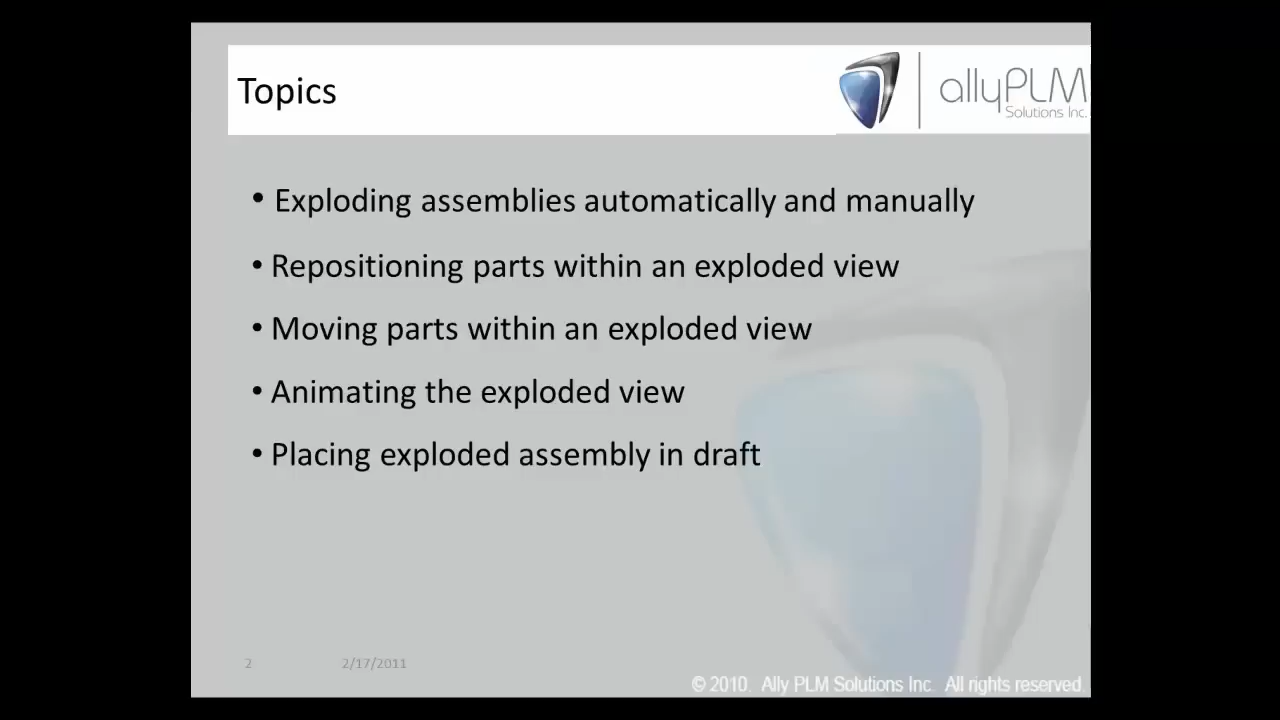 Topics
allyPLM
Solutions Inc.
• Exploding assemblies automatically and manually
• Repositioning parts within an exploded view
• Moving parts within an exploded view
• Animating the exploded view
• Placing exploded assembly in draft
2 2/17/2011
© 2010. Ally PLM Solutions Inc. All rights reserved.